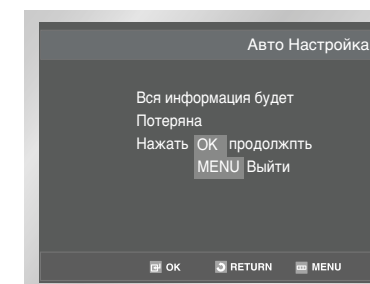 Авто Настройка
Вся информация будет
Потеряна
Нажать OK продолжпть
MENU Выйти
OK RETURN MENU